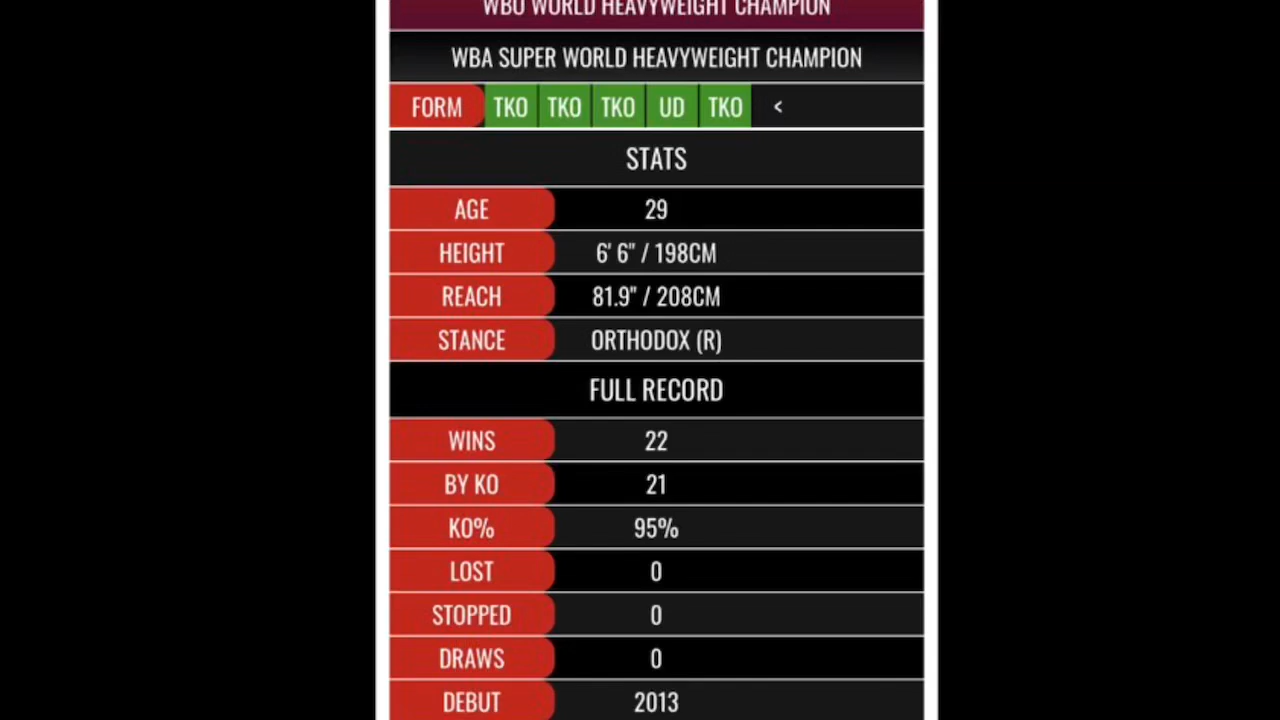 WBO WORLD HEAVYWEIGHT CHAMPION
WBA SUPER WORLD HEAVYWEIGHT CHAMPION
FORM TKO TKO TKO UD TKO <
STATS
AGE 29
HEIGHT 6' 6" / 198CM
REACH 81.9" / 208CM
STANCE ORTHODOX (R)
FULL RECORD
WINS 22
BY KO 21
KO% 95%
LOST 0
STOPPED 0
DRAWS 0
DEBUT 2013